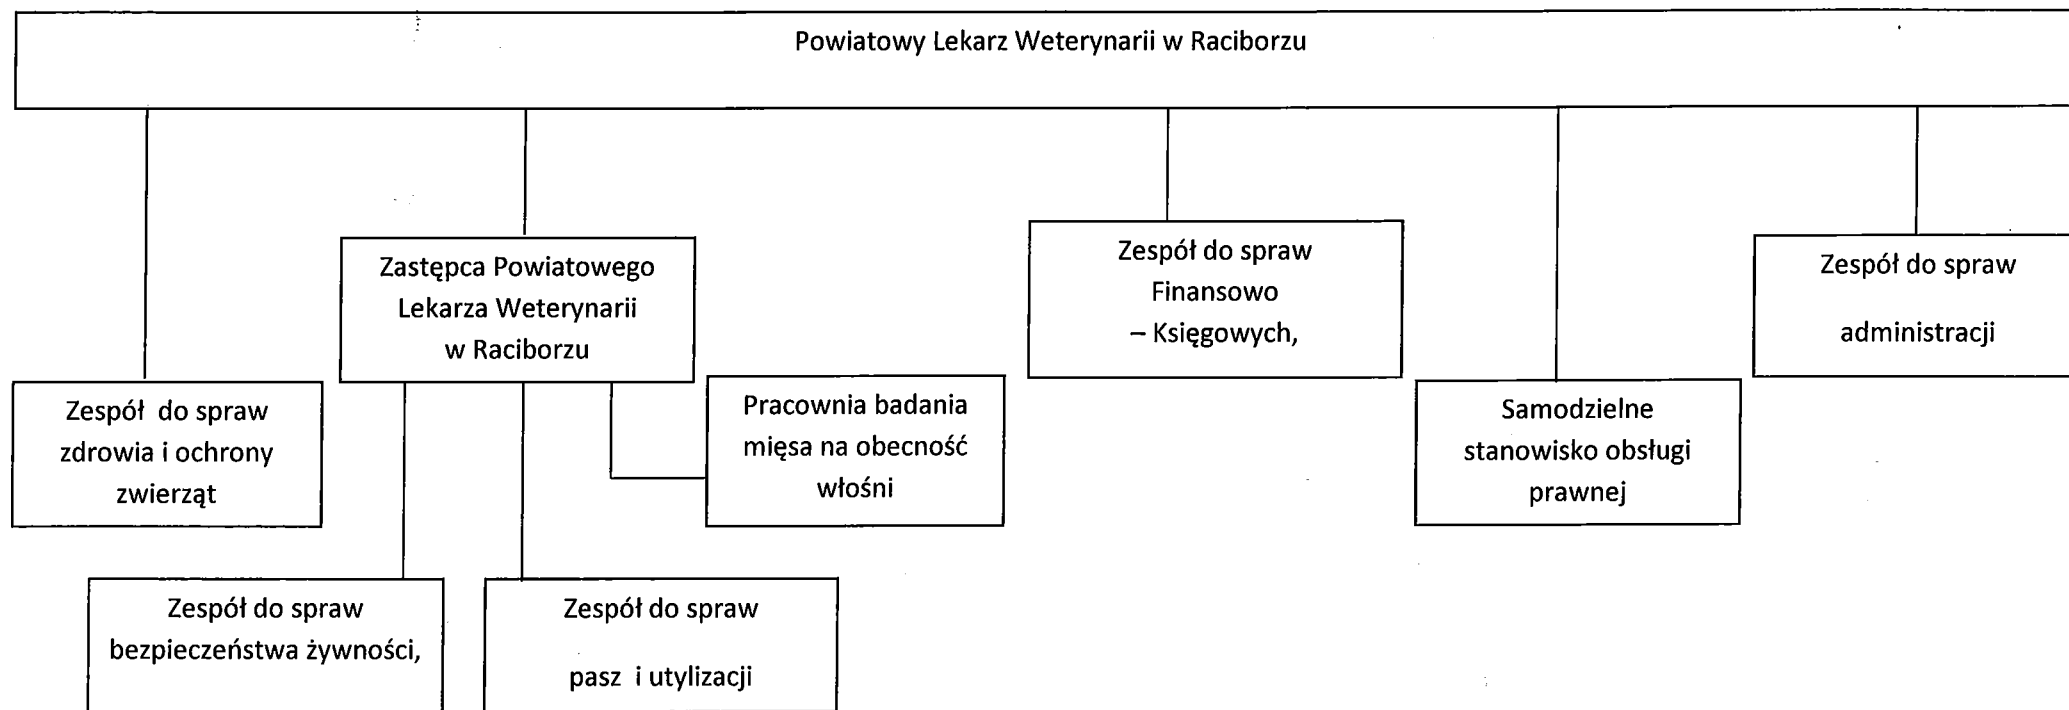 Powiatowy Lekarz Weterynarii w Raciborzu
Zastępca Powiatowego
Lekarza Weterynarii
w Raciborzu
Zespół do spraw
Finansowo
– Księgowych,
Zespół do spraw
administracji
Zespół do spraw
zdrowia i ochrony
zwierząt
Pracownia badania
mięsa na obecność
włośni
Samodzielne
stanowisko obsługi
prawnej
Zespół do spraw
bezpieczeństwa żywności,
Zespół do spraw
pasz i utylizacji